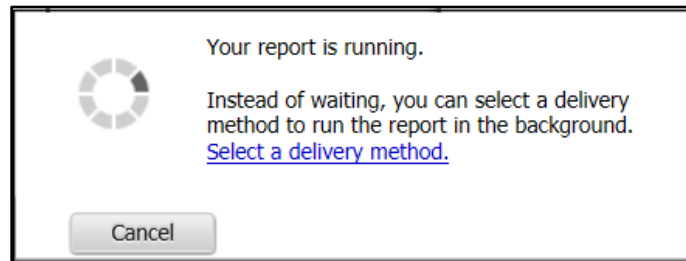 Your report is running.
Instead of waiting, you can select a delivery
method to run the report in the background.
Select a delivery method.
Cancel